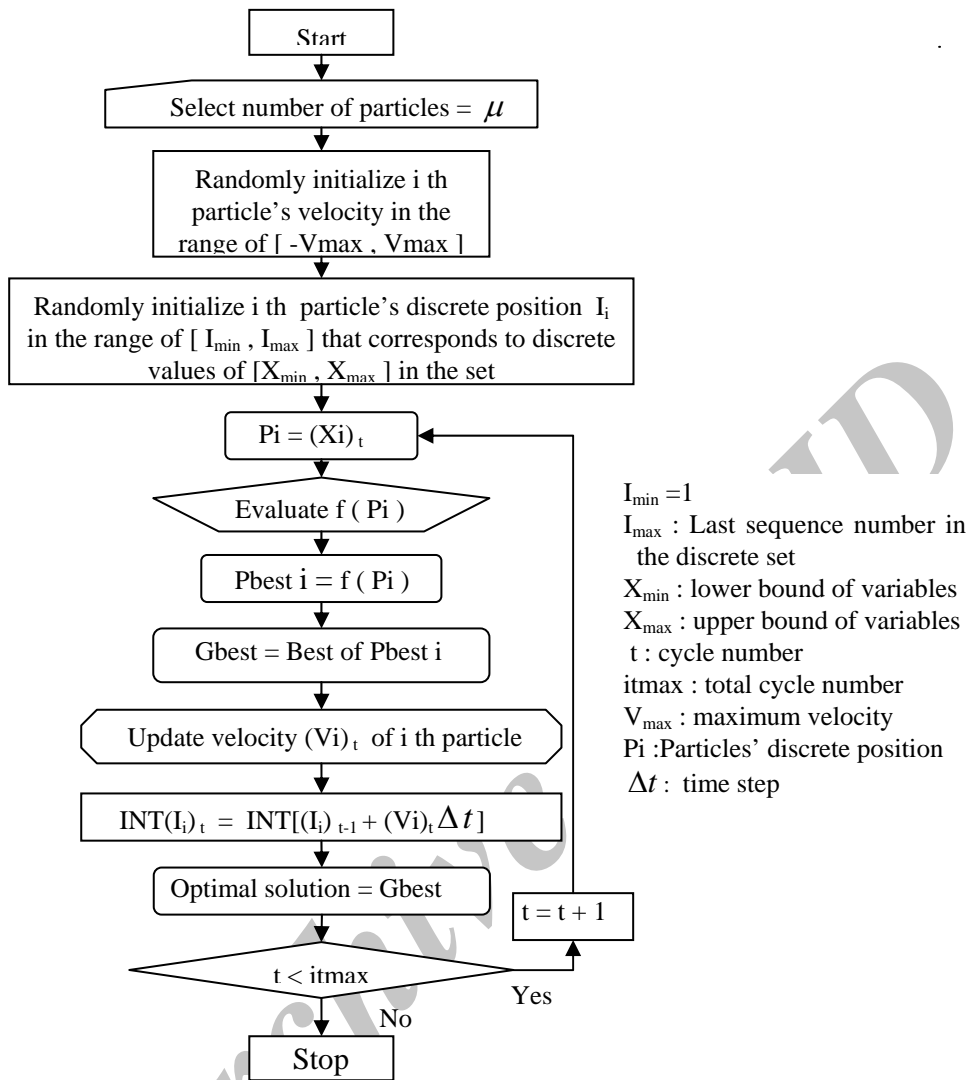 Start
Select number of particles = μ
Randomly initialize i th
particle's velocity in the
range of [ -Vmax , Vmax ]
Randomly initialize i th particle's discrete position Ii
in the range of [ Imin , Imax ] that corresponds to discrete
values of [Xmin , Xmax ] in the set
Pi = (Xi) t
Evaluate f ( Pi )
Pbest i = f ( Pi )
Gbest = Best of Pbest i
Update velocity (Vi) t of i th particle
INT(Ii) t = INT[(Ii) t-1 + (Vi)t Δt ]
Optimal solution = Gbest
t = t + 1
t < itmax
Yes
No
Stop
Imin =1
Imax : Last sequence number in
the discrete set
Xmin : lower bound of variables
Xmax : upper bound of variables
t : cycle number
itmax : total cycle number
Vmax : maximum velocity
Pi :Particles' discrete position
Δt : time step